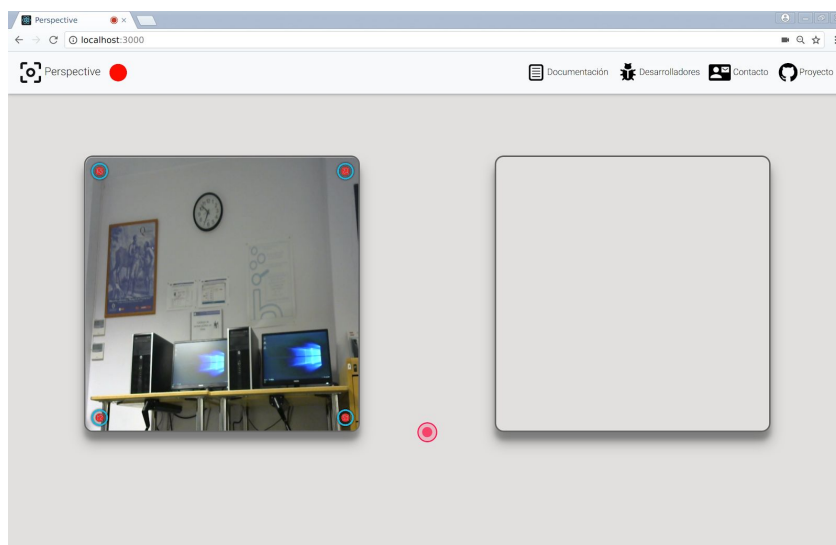 Perspective
localhost:3000
Perspective
Documentación
Desarrolladores
Contacto
Proyecto